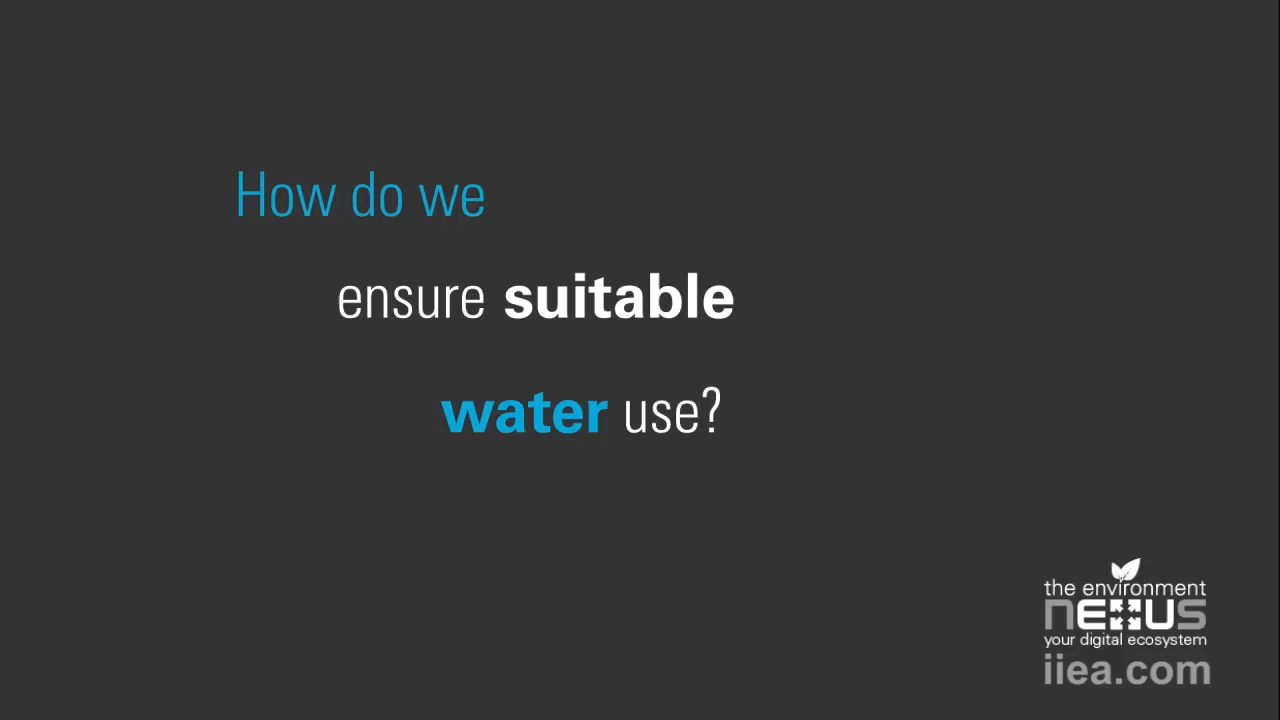 How do we
ensure suitable
water use?
the environment
nexus
your digital ecosystem
iiea.com